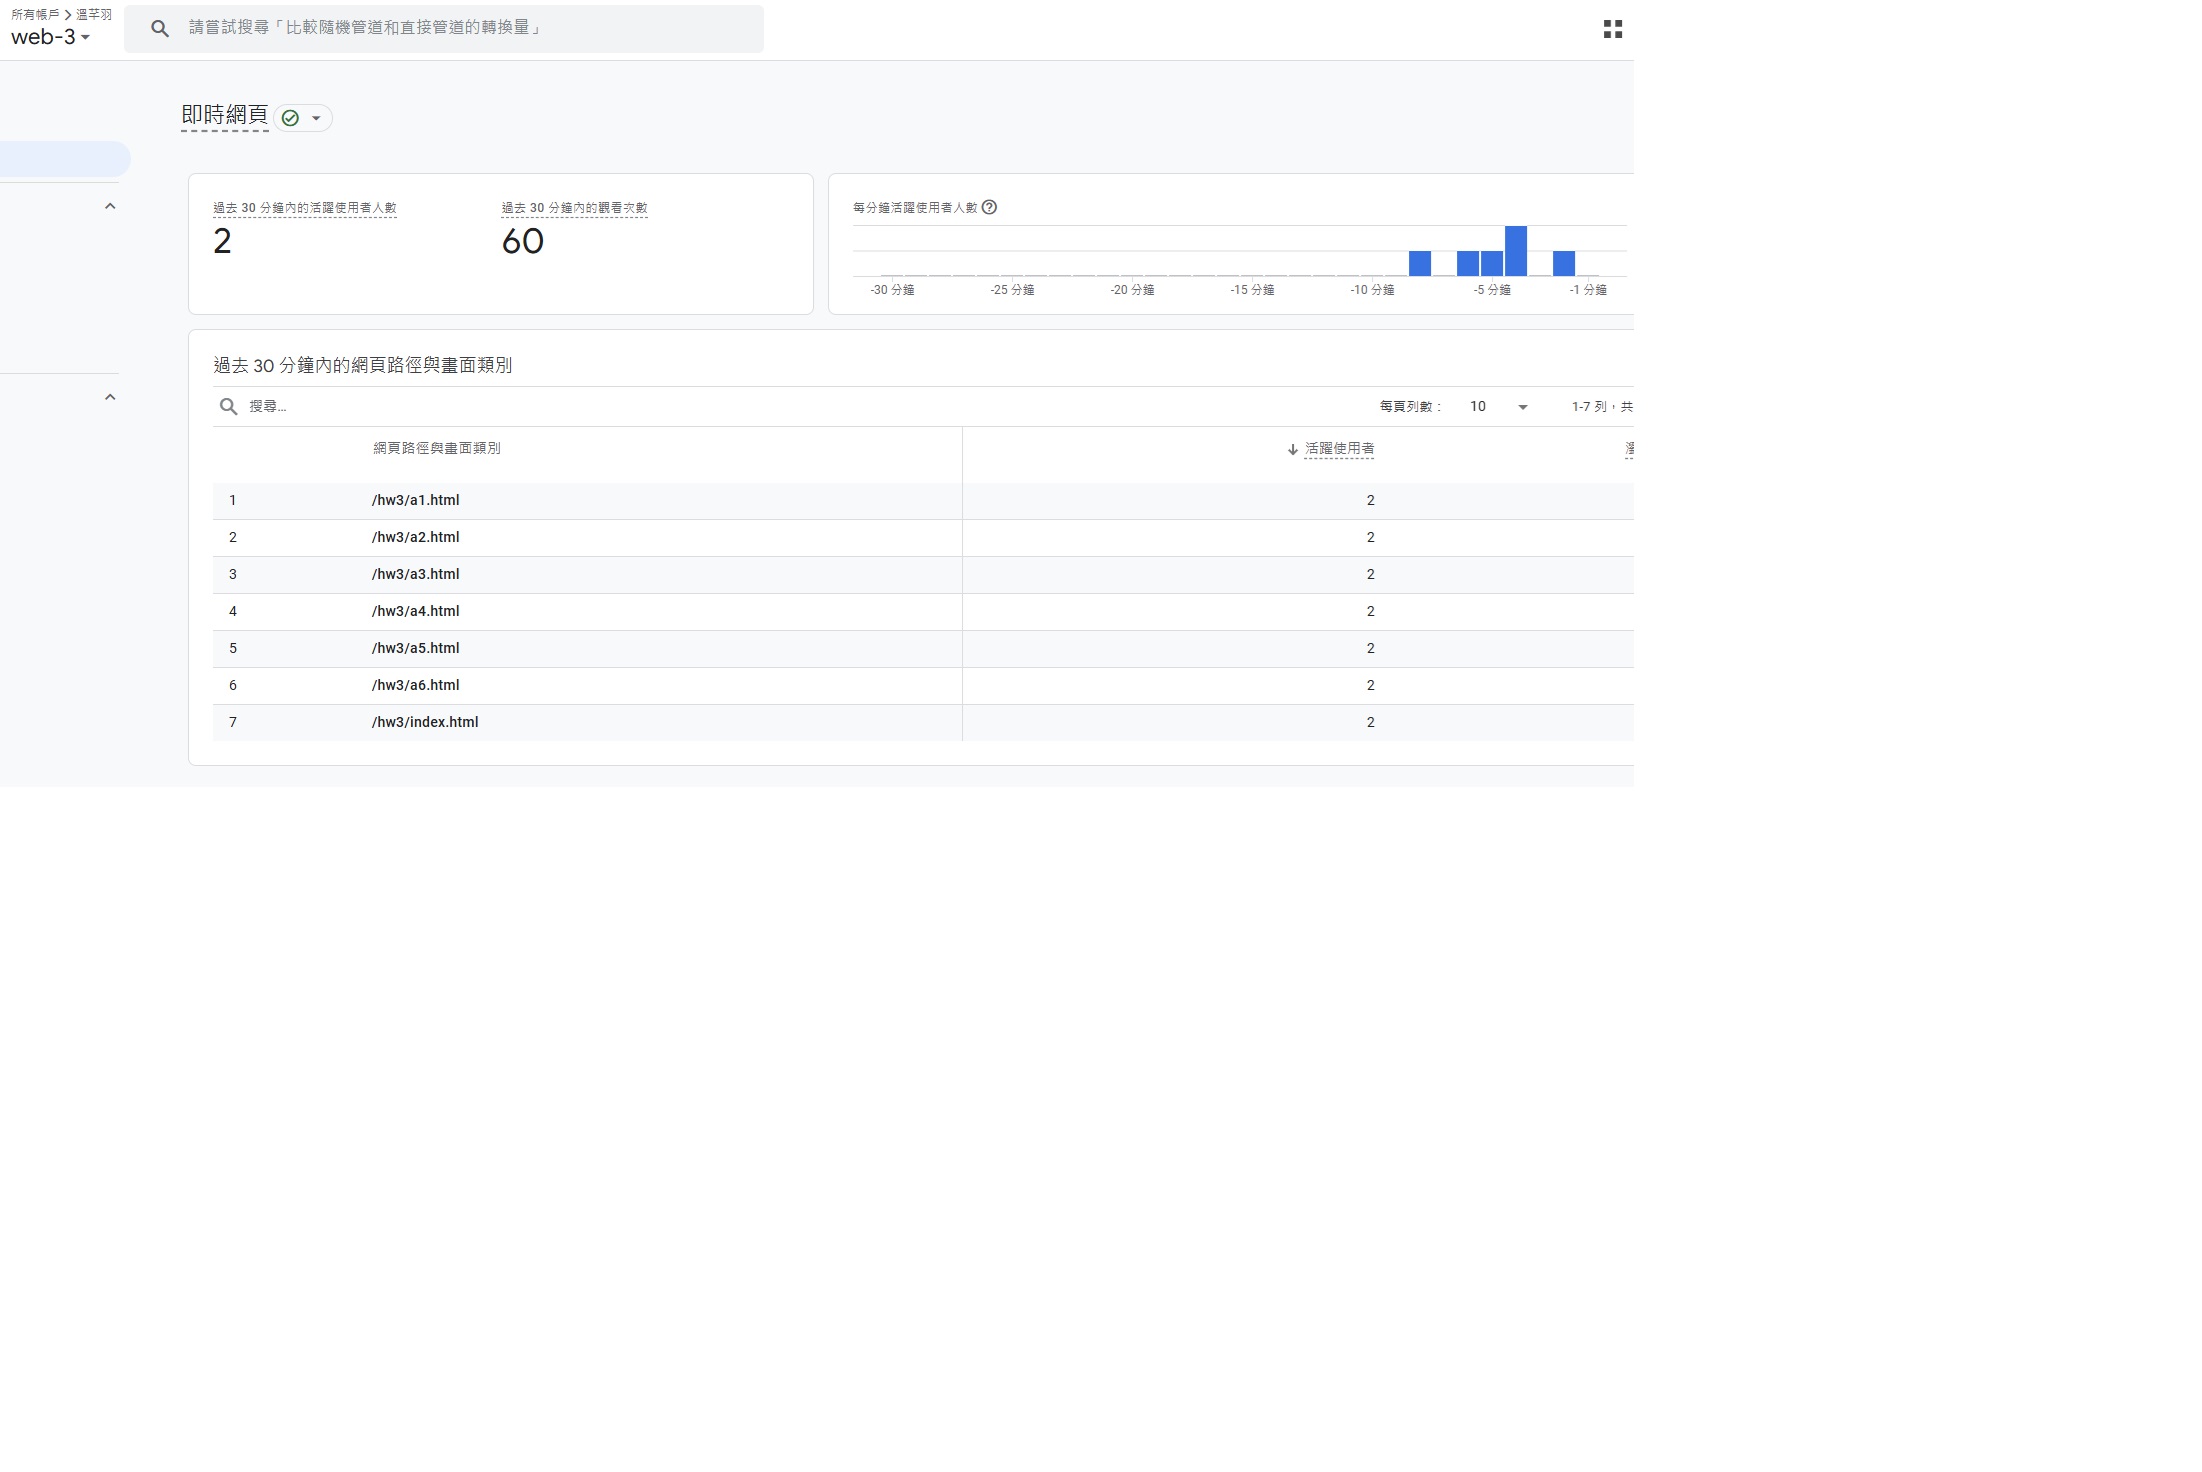 所有帳戶 > 溫芊羽
web-3
請嘗試搜尋「比較隨機管道和直接管道的轉換量」
即時網頁
過去 30 分鐘內的活躍使用者人數
2
過去 30 分鐘內的觀看次數
60
每分鐘活躍使用者人數
-30 分鐘 -25 分鐘 -20 分鐘 -15 分鐘 -10 分鐘 -5 分鐘 -1 分鐘
過去 30 分鐘內的網頁路徑與畫面類別
搜尋… 每頁列數： 10 1-7 列，共
網頁路徑與畫面類別 活躍使用者
1 /hw3/a1.html 2
2 /hw3/a2.html 2
3 /hw3/a3.html 2
4 /hw3/a4.html 2
5 /hw3/a5.html 2
6 /hw3/a6.html 2
7 /hw3/index.html 2